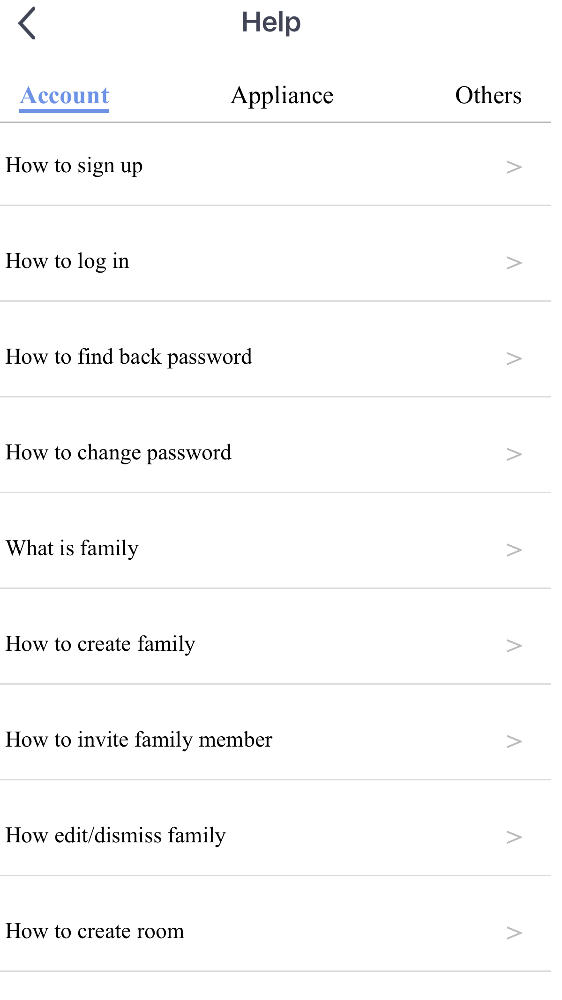 Help
Account Appliance Others
How to sign up >
How to log in >
How to find back password >
How to change password >
What is family >
How to create family >
How to invite family member >
How edit/dismiss family >
How to create room >